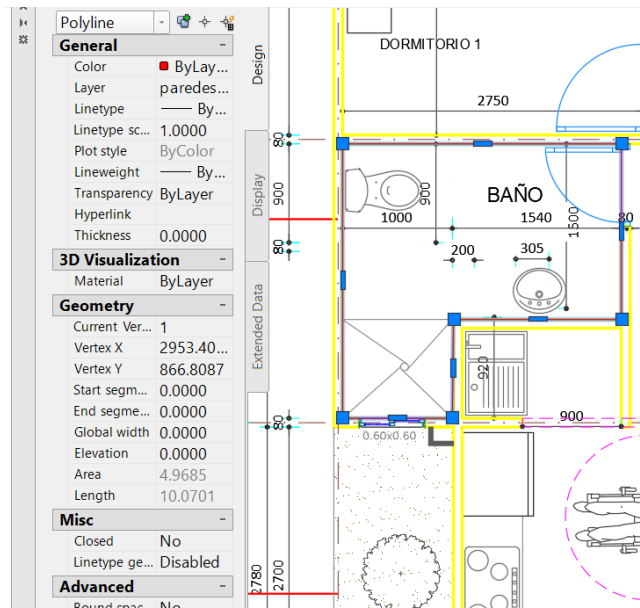 Polyline
General
Color ByLay...
Layer paredes...
Linetype By...
Linetype sc... 1.0000
Plot style ByColor
Lineweight By...
Transparency ByLayer
Hyperlink
Thickness 0.0000
3D Visualization
Material ByLayer
Geometry
Current Ver... 1
Vertex X 2953.40...
Vertex Y 866.8087
Start segm... 0.0000
End segme... 0.0000
Global width 0.0000
Elevation 0.0000
Area 4.9685
Length 10.0701
Misc
Closed No
Linetype ge... Disabled
Advanced
Design
Display
Extended Data
DORMITORIO 1
2750
80
900
900
BAÑO
1000
1540
1500
80
200
305
80
920
900
80
0.60x0.60
2780
2700